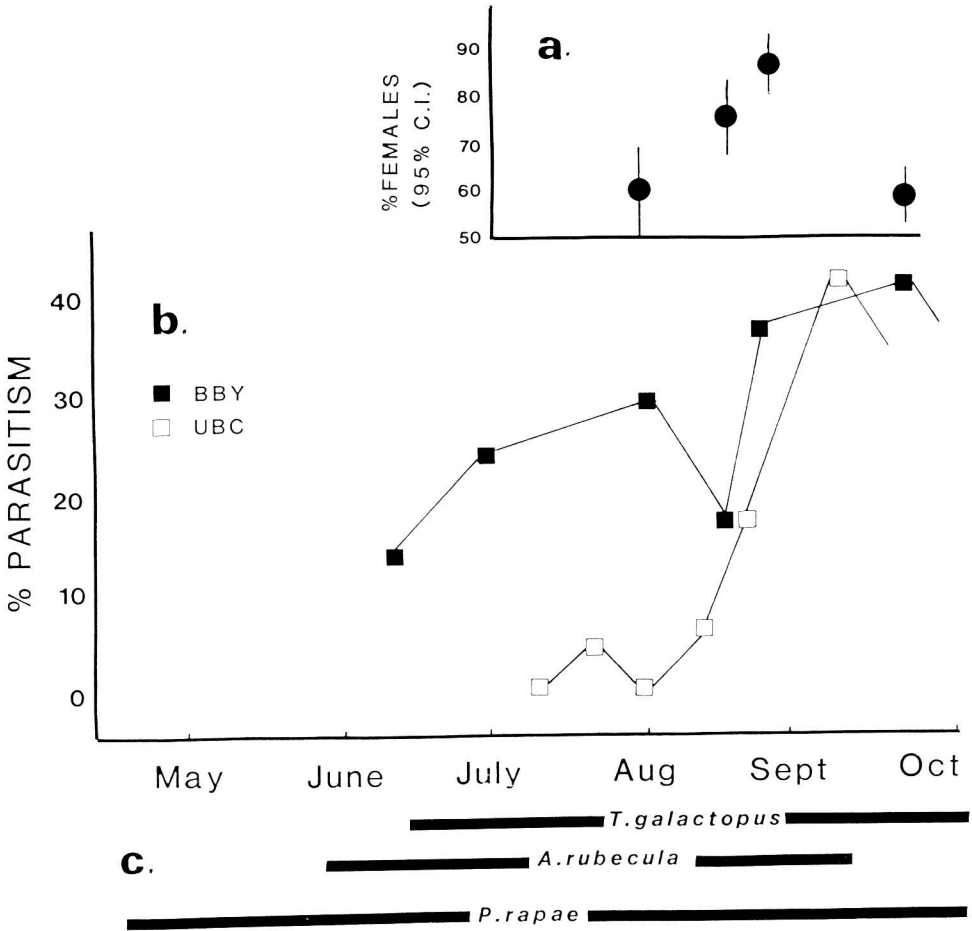 a.
%FEMALES
(95% C.I.)
90
80
70
60
50
b.
BBY
UBC
% PARASITISM
40
30
20
10
0
May June July Aug Sept Oct
c.
T.galactopus
A.rubecula
P.rapae